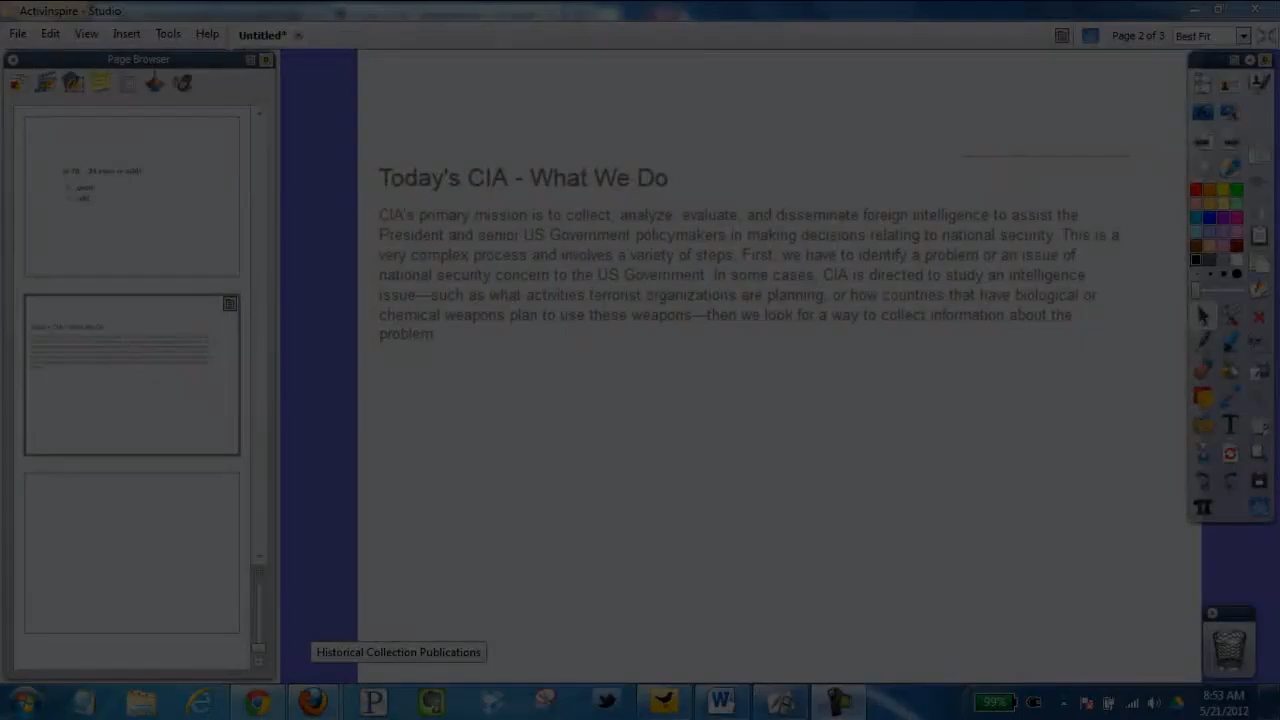 ActivInspire - Studio
File Edit View Insert Tools Help Untitled*
Page 2 of 3 Best Fit
Page Browser
Today's CIA - What We Do
CIA's primary mission is to collect, analyze, evaluate, and disseminate foreign intelligence to assist the
President and senior US Government policymakers in making decisions relating to national security. This is a
very complex process and involves a variety of steps. First, we have to identify a problem or an issue of
national security concern to the US Government. In some cases, CIA is directed to study an intelligence
issue—such as what activities terrorist organizations are planning, or how countries that have biological or
chemical weapons plan to use these weapons—then we look for a way to collect information about the
problem
Historical Collection Publications
99%
8:53 AM
5/21/2012